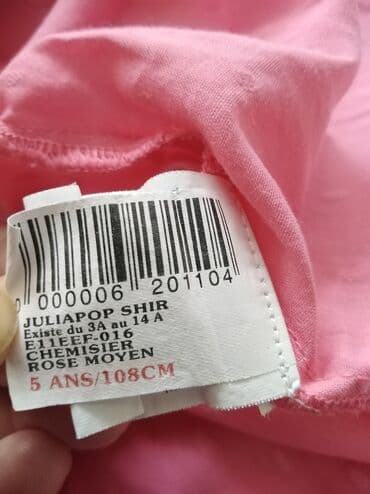 0 000006 201104
JULIAPOP SHIR
Existe du 3A au 14 A
E11EEF-016
CHEMISIER
ROSE MOYEN
5 ANS/108CM